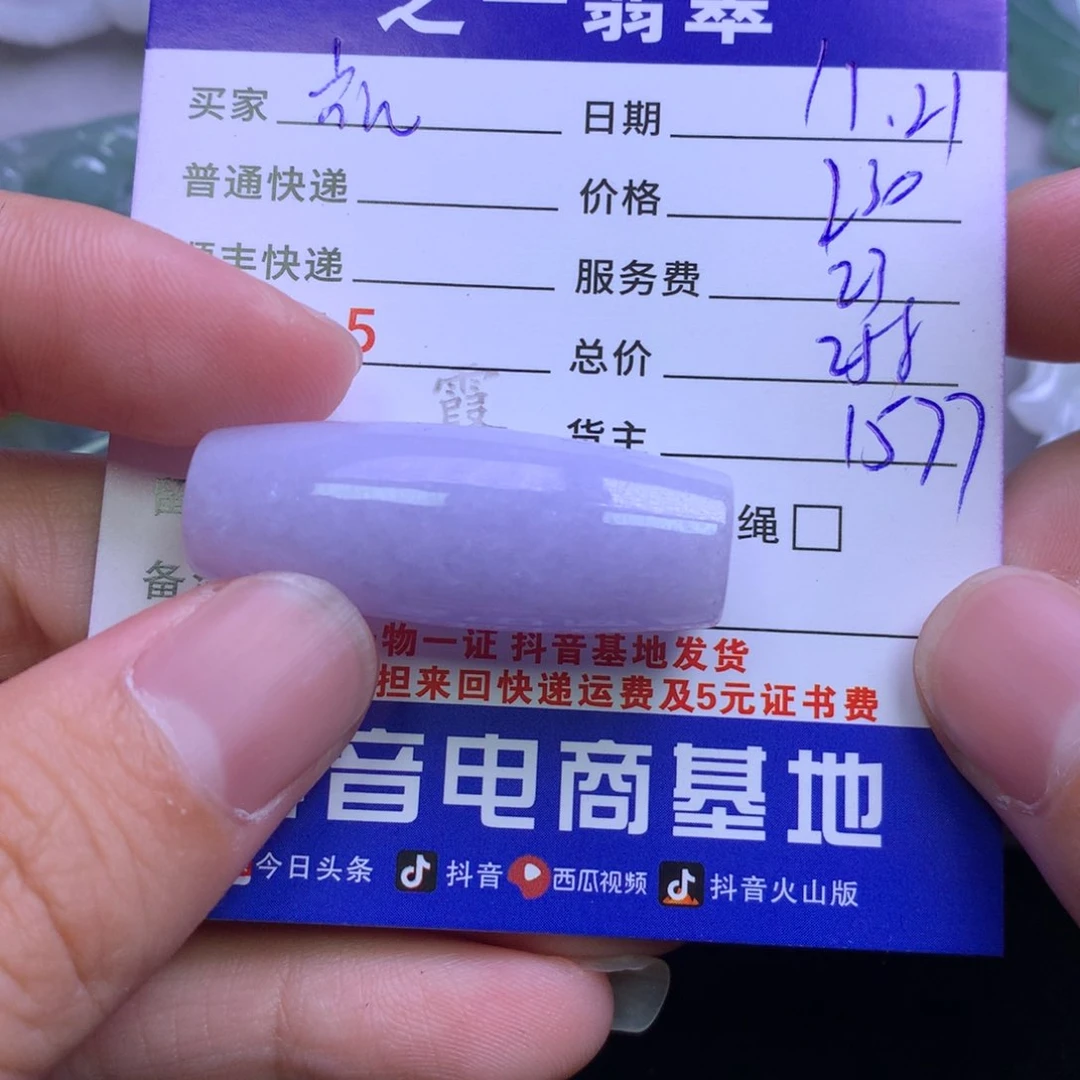 之一翡翠
买家 日期 11.21
普通快递 价格 230
顺丰快递 服务费 23
5 总价 258
霞 货主 1577
绳
物一证 抖音基地发货
担来回快递运费及5元证书费
音电商基地
今日头条 抖音 西瓜视频 抖音火山版